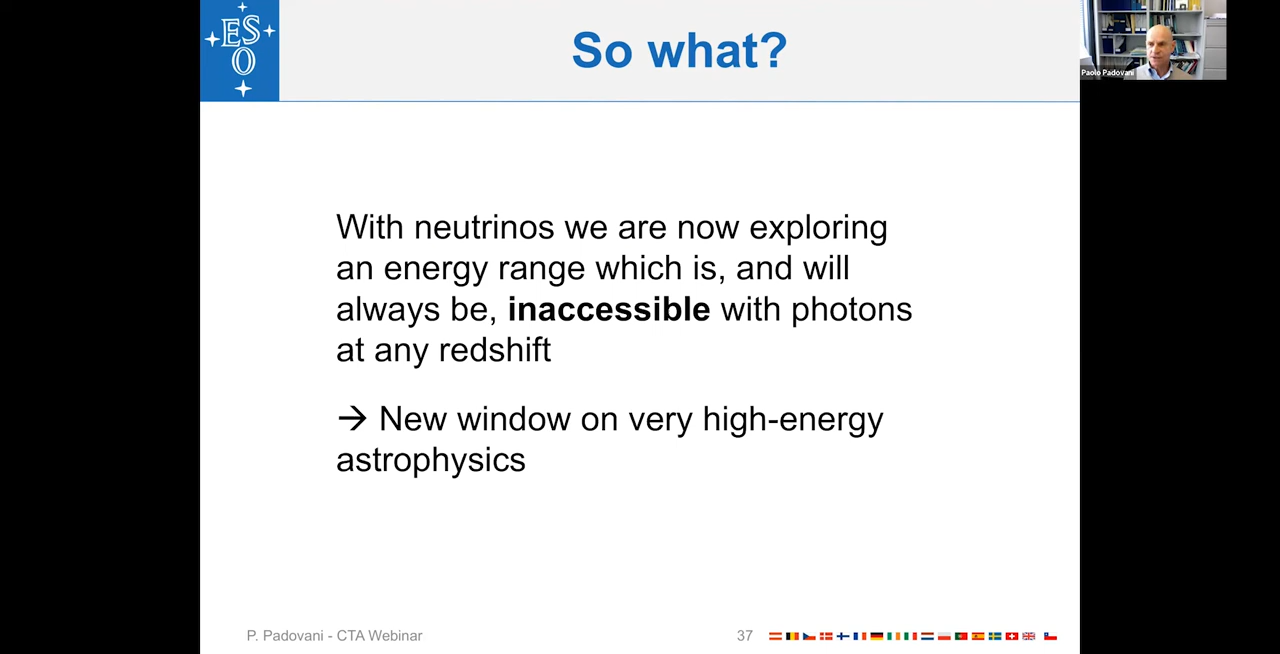 ESO
So what?
Paolo Padovani
With neutrinos we are now exploring
an energy range which is, and will
always be, inaccessible with photons
at any redshift
→ New window on very high-energy
astrophysics
P. Padovani - CTA Webinar
37